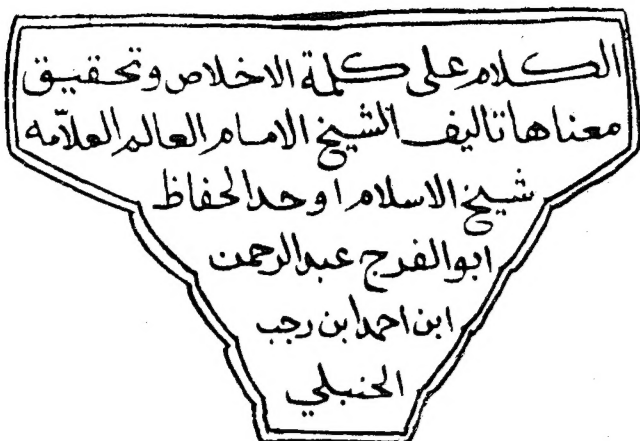 الكلام على كلمة الاخلاص وتحقيق
معناها تاليف الشيخ الامام العالم العلامه
شيخ الاسلام اوحد الحفاظ
ابو الفرج عبد الرحمن
ابن احمد ابن رجب
الحنبلي